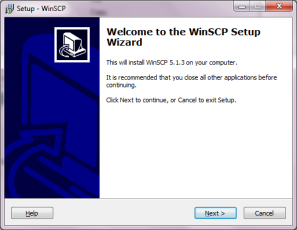 Setup - WinSCP
Welcome to the WinSCP Setup
Wizard
This will install WinSCP 5.1.3 on your computer.
It is recommended that you close all other applications before
continuing.
Click Next to continue, or Cancel to exit Setup.
Help
Next >
Cancel